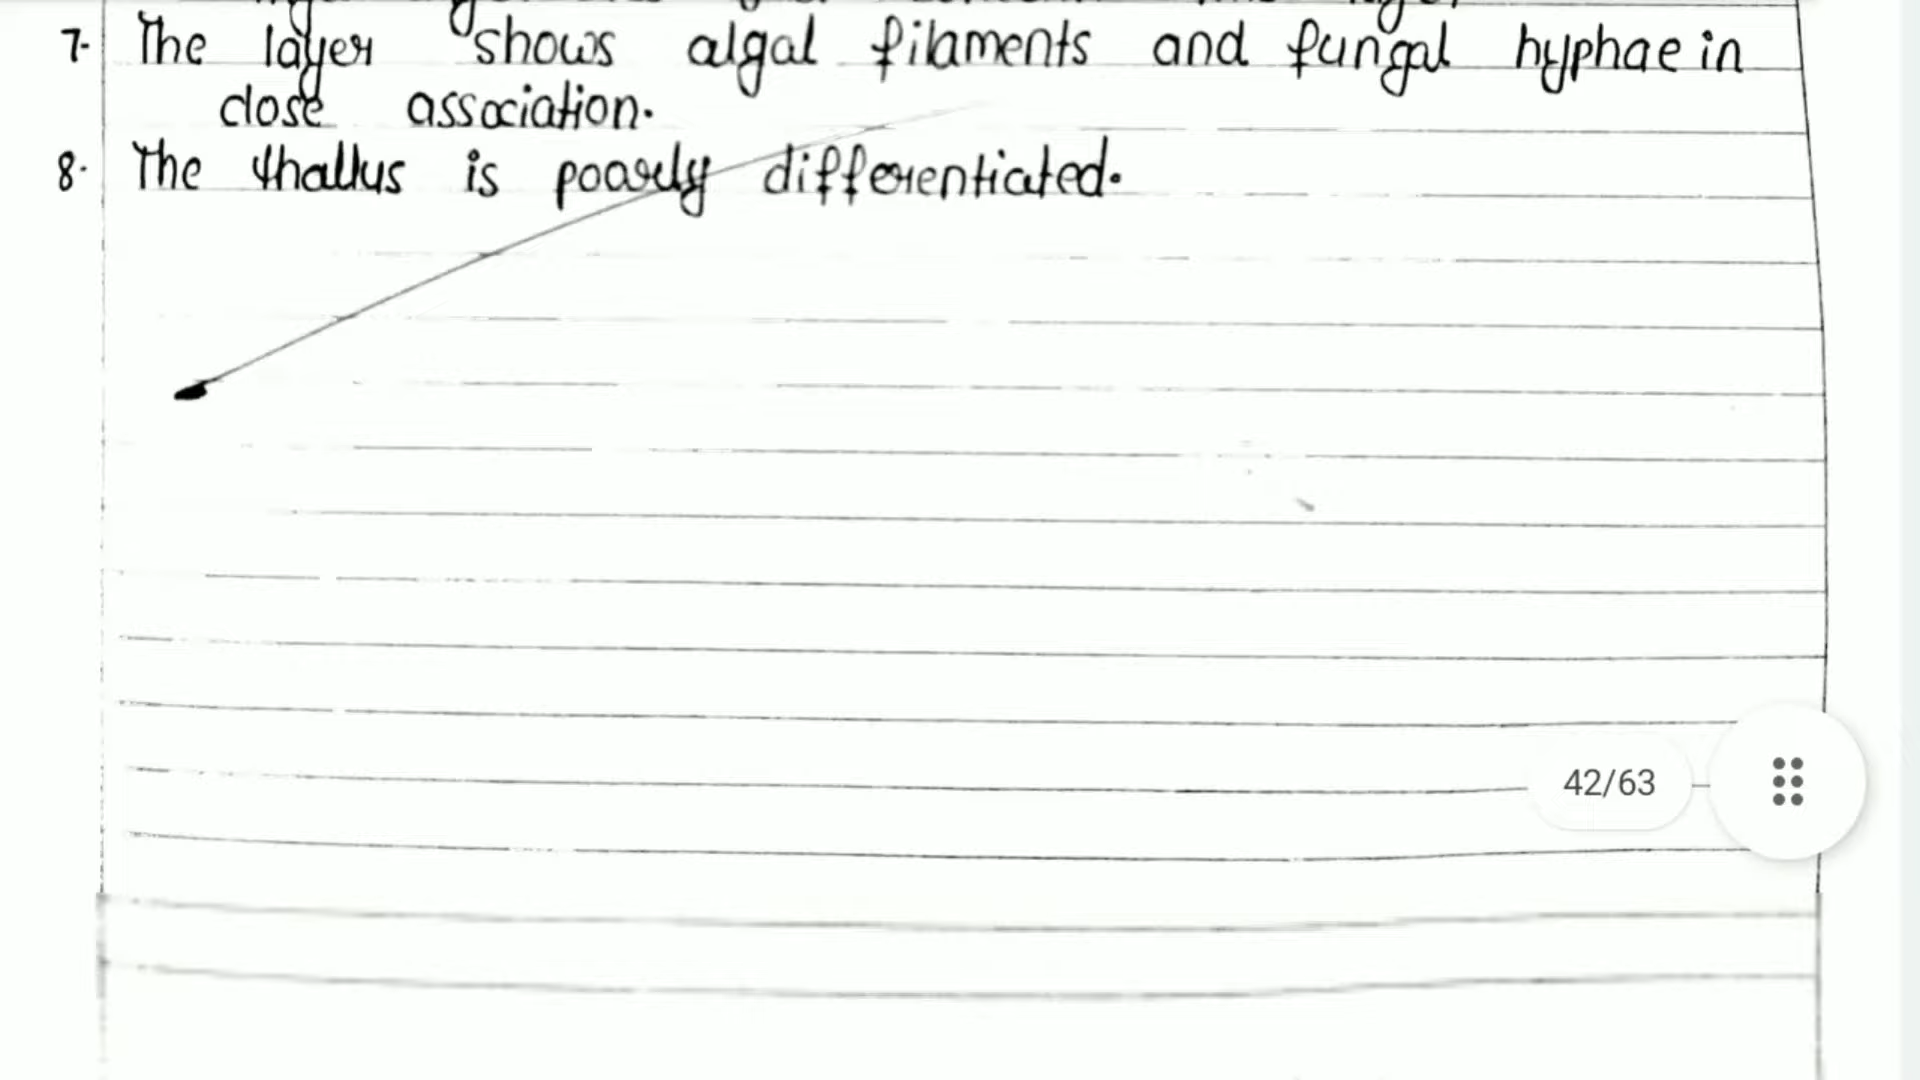 7. The layer shows algal filaments and fungal hyphae in
close association.
8. The thallus is poorly differentiated.
42/63